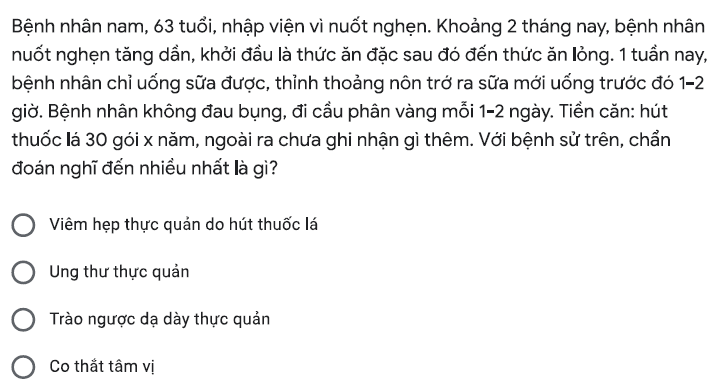 Bệnh nhân nam, 63 tuổi, nhập viện vì nuốt nghẹn. Khoảng 2 tháng nay, bệnh nhân
nuốt nghẹn tăng dần, khởi đầu là thức ăn đặc sau đó đến thức ăn lỏng. 1 tuần nay,
bệnh nhân chỉ uống sữa được, thỉnh thoảng nôn trớ ra sữa mới uống trước đó 1-2
giờ. Bệnh nhân không đau bụng, đi cầu phân vàng mỗi 1-2 ngày. Tiền căn: hút
thuốc lá 30 gói x năm, ngoài ra chưa ghi nhận gì thêm. Với bệnh sử trên, chẩn
đoán nghĩ đến nhiều nhất là gì?
Viêm hẹp thực quản do hút thuốc lá
Ung thư thực quản
Trào ngược dạ dày thực quản
Co thắt tâm vị